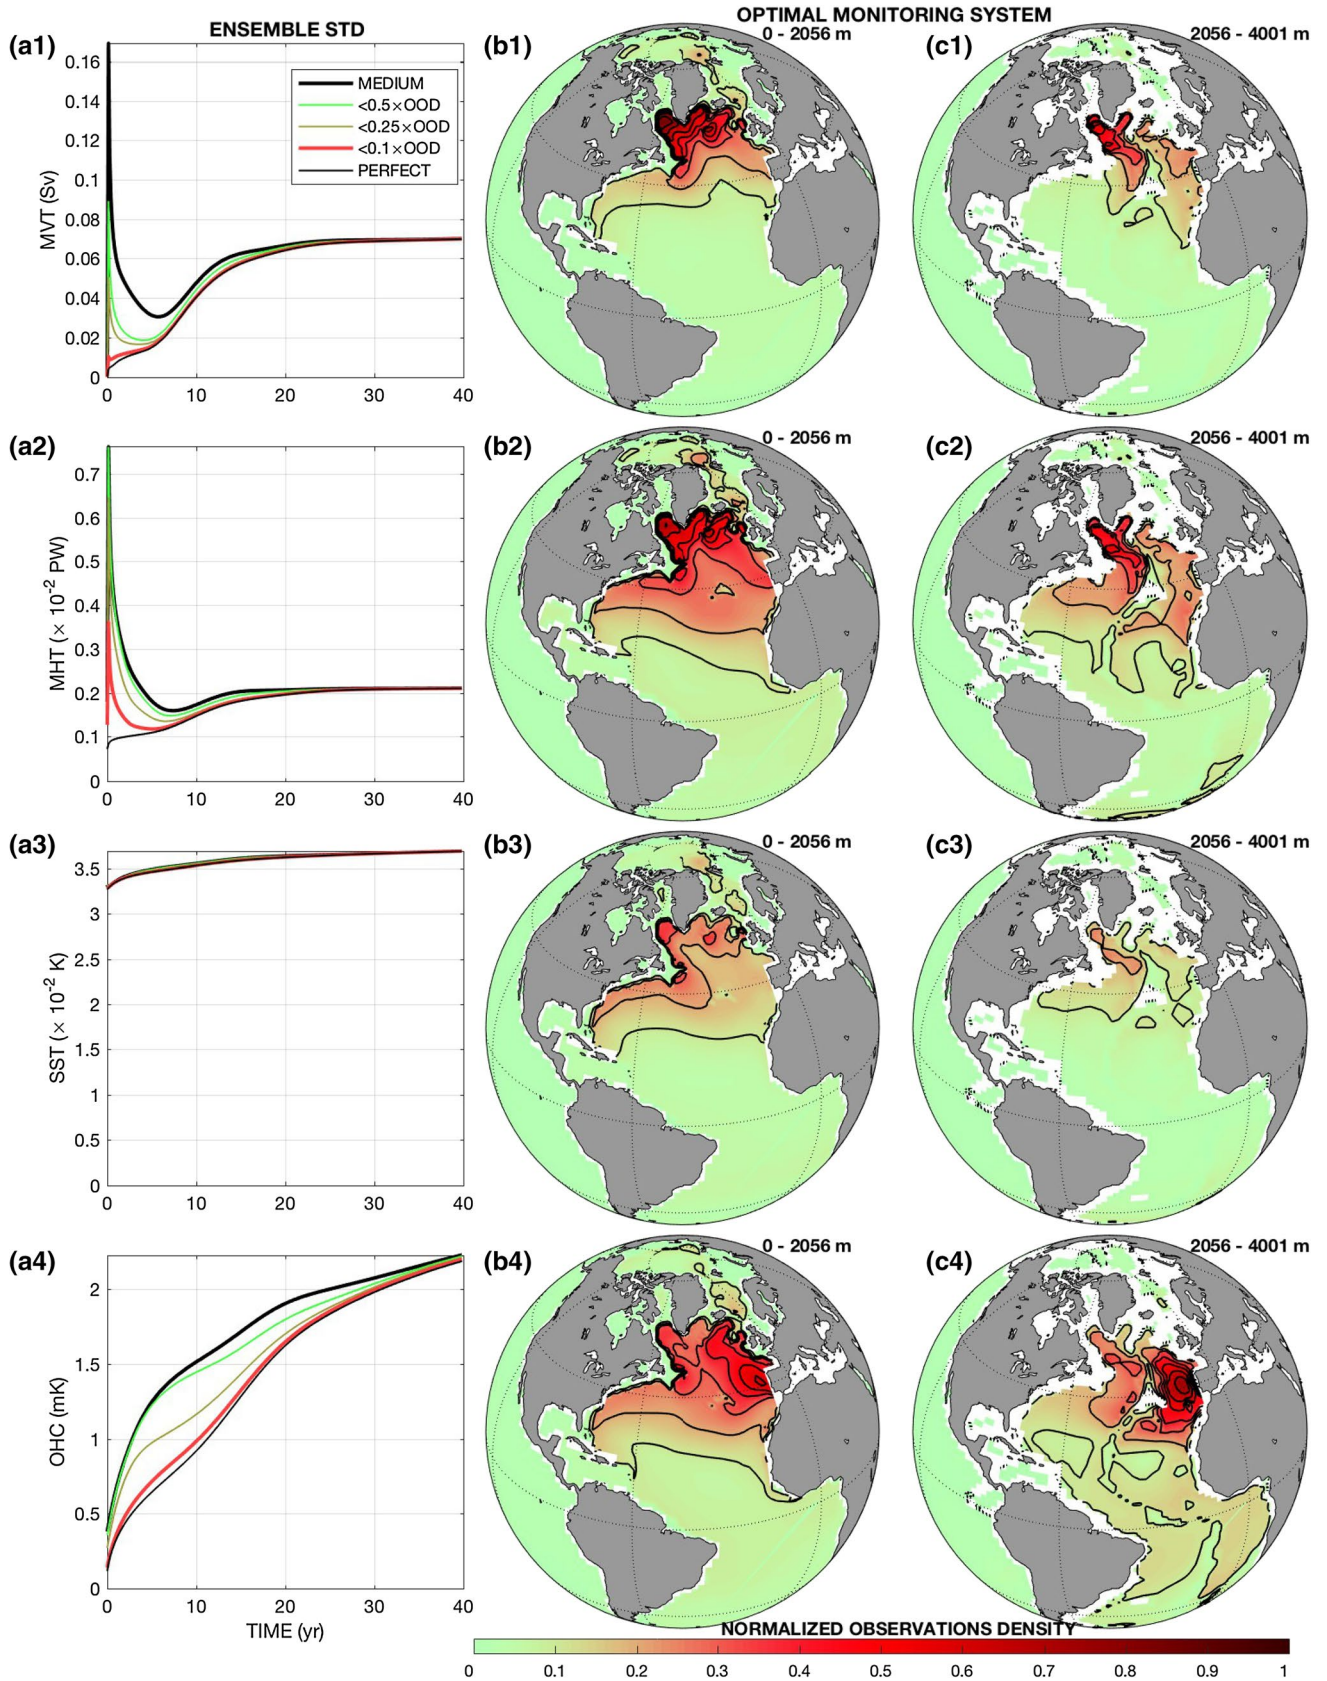 ENSEMBLE STD
OPTIMAL MONITORING SYSTEM
(a1)
(b1)
0 - 2056 m
(c1)
2056 - 4001 m
MVT (Sv)
0.16
0.14
0.12
0.1
0.08
0.06
0.04
0.02
0
MEDIUM
<0.5×OOD
<0.25×OOD
<0.1×OOD
PERFECT
0 10 20 30 40
(a2)
(b2)
0 - 2056 m
(c2)
2056 - 4001 m
MHT (× 10⁻² PW)
0.7
0.6
0.5
0.4
0.3
0.2
0.1
0
0 10 20 30 40
(a3)
(b3)
0 - 2056 m
(c3)
2056 - 4001 m
SST (× 10⁻² K)
3.5
3
2.5
2
1.5
1
0.5
0
0 10 20 30 40
(a4)
(b4)
0 - 2056 m
(c4)
2056 - 4001 m
OHC (mK)
2
1.5
1
0.5
0
0 10 20 30 40
TIME (yr)
NORMALIZED OBSERVATIONS DENSITY
0 0.1 0.2 0.3 0.4 0.5 0.6 0.7 0.8 0.9 1